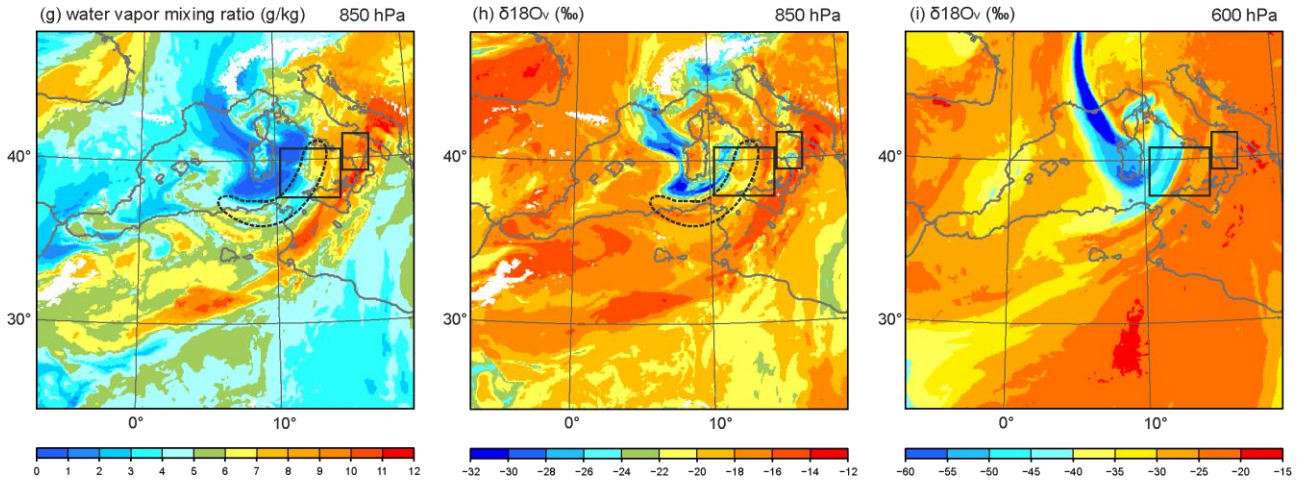 (g) water vapor mixing ratio (g/kg) 850 hPa
(h) δ18Ov (‰) 850 hPa
(i) δ18Ov (‰) 600 hPa
40°
30°
0° 10°
40°
30°
0° 10°
40°
30°
0° 10°
0 1 2 3 4 5 6 7 8 9 10 11 12
−32 −30 −28 −26 −24 −22 −20 −18 −16 −14 −12
−60 −55 −50 −45 −40 −35 −30 −25 −20 −15